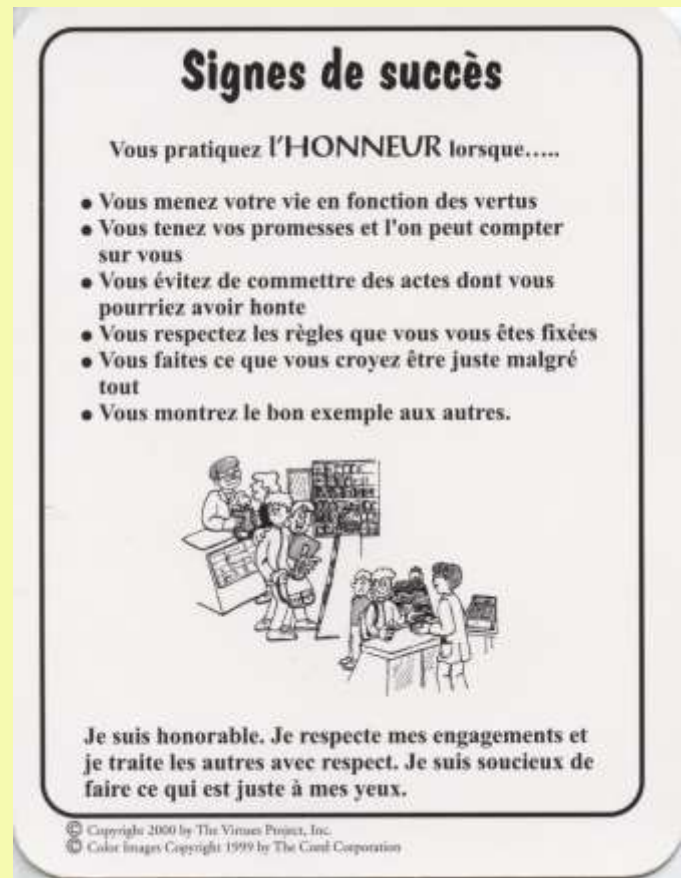 Signes de succès
Vous pratiquez l'HONNEUR lorsque.....
• Vous menez votre vie en fonction des vertus
• Vous tenez vos promesses et l'on peut compter
sur vous
• Vous évitez de commettre des actes dont vous
pourriez avoir honte
• Vous respectez les règles que vous vous êtes fixées
• Vous faites ce que vous croyez être juste malgré
tout
• Vous montrez le bon exemple aux autres.
Je suis honorable. Je respecte mes engagements et
je traite les autres avec respect. Je suis soucieux de
faire ce qui est juste à mes yeux.
© Copyright 2000 by The Virtues Project, Inc.
© Color Images Copyright 1999 by The Cord Corporation